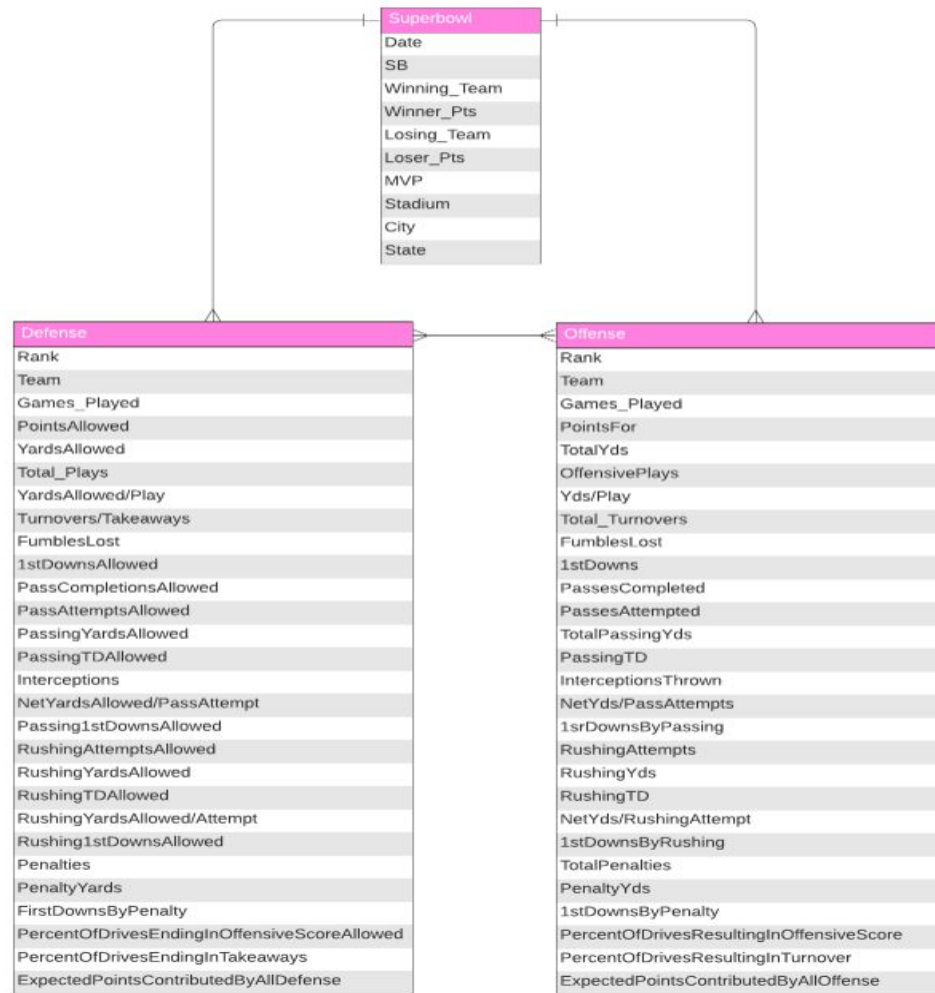 Superbowl
Date
SB
Winning_Team
Winner_Pts
Losing_Team
Loser_Pts
MVP
Stadium
City
State
Defense
Rank
Team
Games_Played
PointsAllowed
YardsAllowed
Total_Plays
YardsAllowed/Play
Turnovers/Takeaways
FumblesLost
1stDownsAllowed
PassCompletionsAllowed
PassAttemptsAllowed
PassingYardsAllowed
PassingTDAllowed
Interceptions
NetYardsAllowed/PassAttempt
Passing1stDownsAllowed
RushingAttemptsAllowed
RushingYardsAllowed
RushingTDAllowed
RushingYardsAllowed/Attempt
Rushing1stDownsAllowed
Penalties
PenaltyYards
FirstDownsByPenalty
PercentOfDrivesEndingInOffensiveScoreAllowed
PercentOfDrivesEndingInTakeaways
ExpectedPointsContributedByAllDefense
Offense
Rank
Team
Games_Played
PointsFor
TotalYds
OffensivePlays
Yds/Play
Total_Turnovers
FumblesLost
1stDowns
PassesCompleted
PassesAttempted
TotalPassingYds
PassingTD
InterceptionsThrown
NetYds/PassAttempts
1srDownsByPassing
RushingAttempts
RushingYds
RushingTD
NetYds/RushingAttempt
1stDownsByRushing
TotalPenalties
PenaltyYds
1stDownsByPenalty
PercentOfDrivesResultingInOffensiveScore
PercentOfDrivesResultingInTurnover
ExpectedPointsContributedByAllOffense